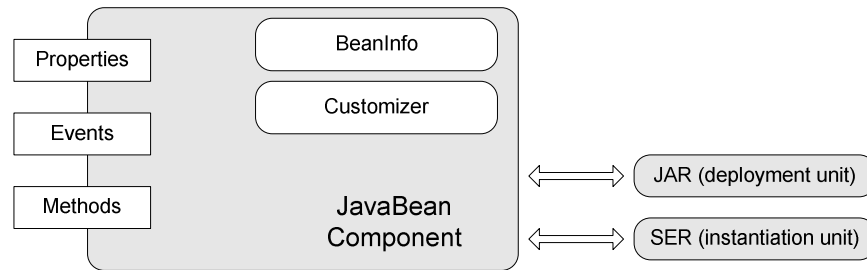 BeanInfo
Properties
Customizer
Events
JAR (deployment unit)
Methods
JavaBean
Component
SER (instantiation unit)